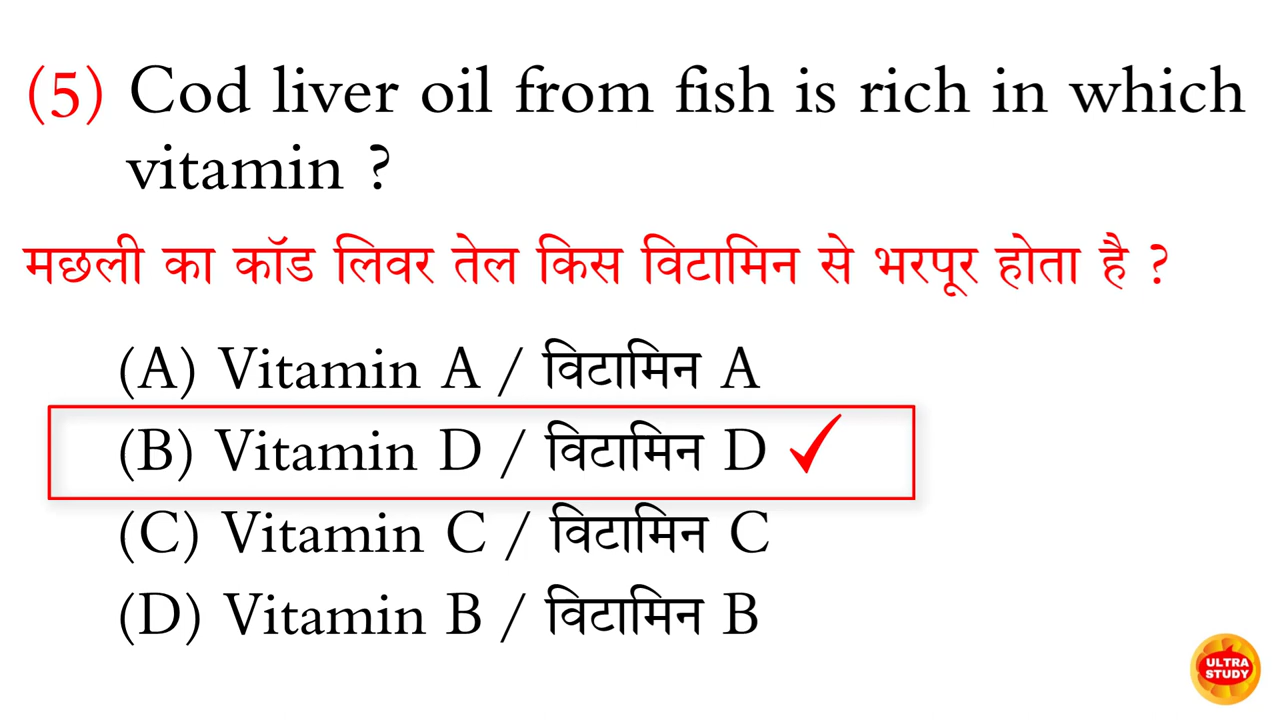 (5) Cod liver oil from fish is rich in which
vitamin ?
मछली का कॉड लिवर तेल किस विटामिन से भरपूर होता है ?
(A) Vitamin A / विटामिन A
(B) Vitamin D / विटामिन D ✓
(C) Vitamin C / विटामिन C
(D) Vitamin B / विटामिन B
ULTRA
STUDY